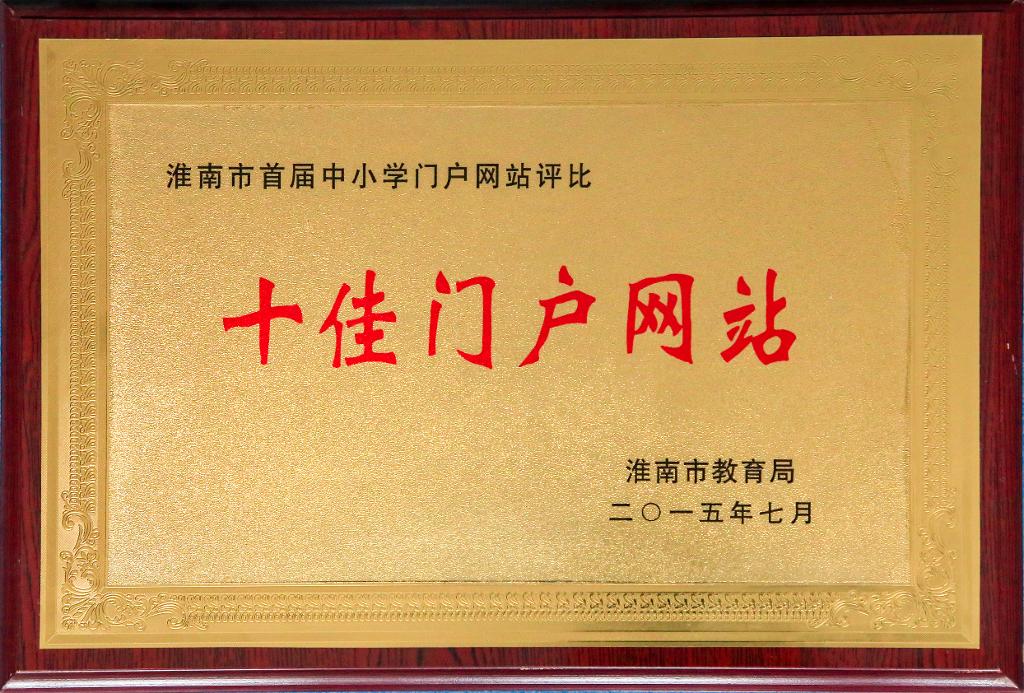 淮南市首届中小学门户网站评比
十佳门户网站
淮南市教育局
二〇一五年七月